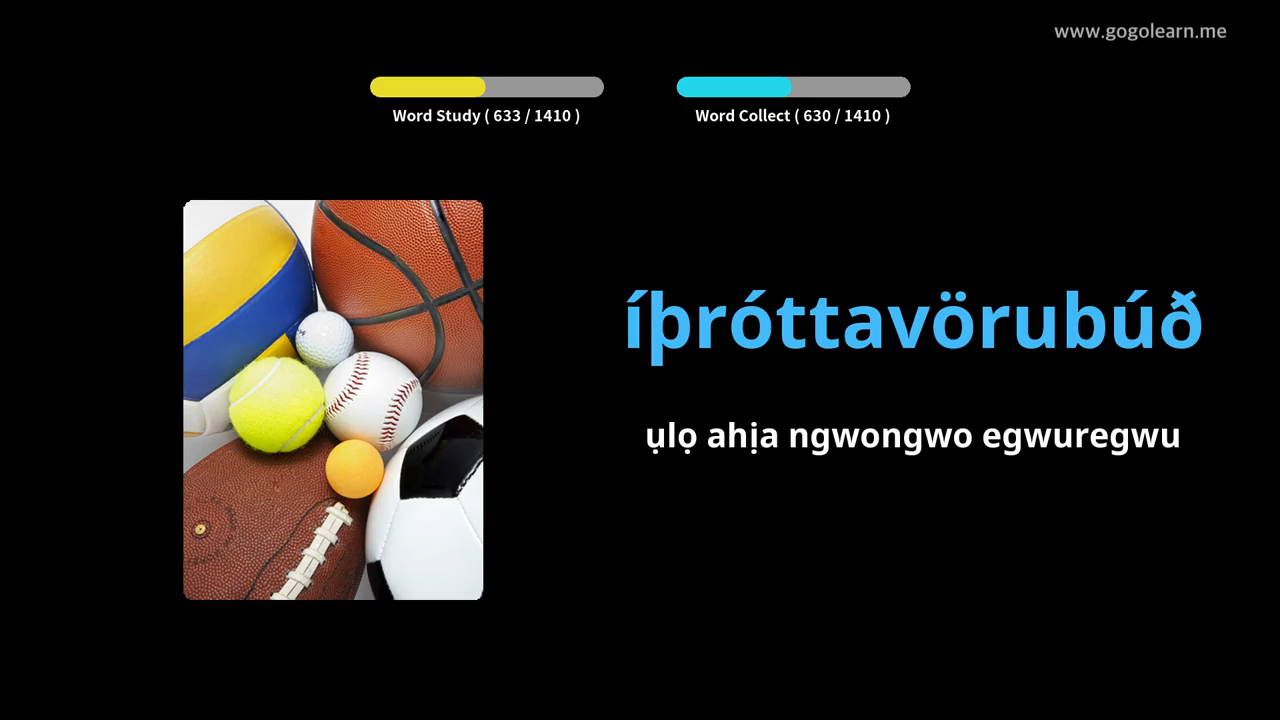 www.gogolearn.me
Word Study ( 633 / 1410 )
Word Collect ( 630 / 1410 )
íþróttavörubúð
ụlọ ahịa ngwongwo egwuregwu